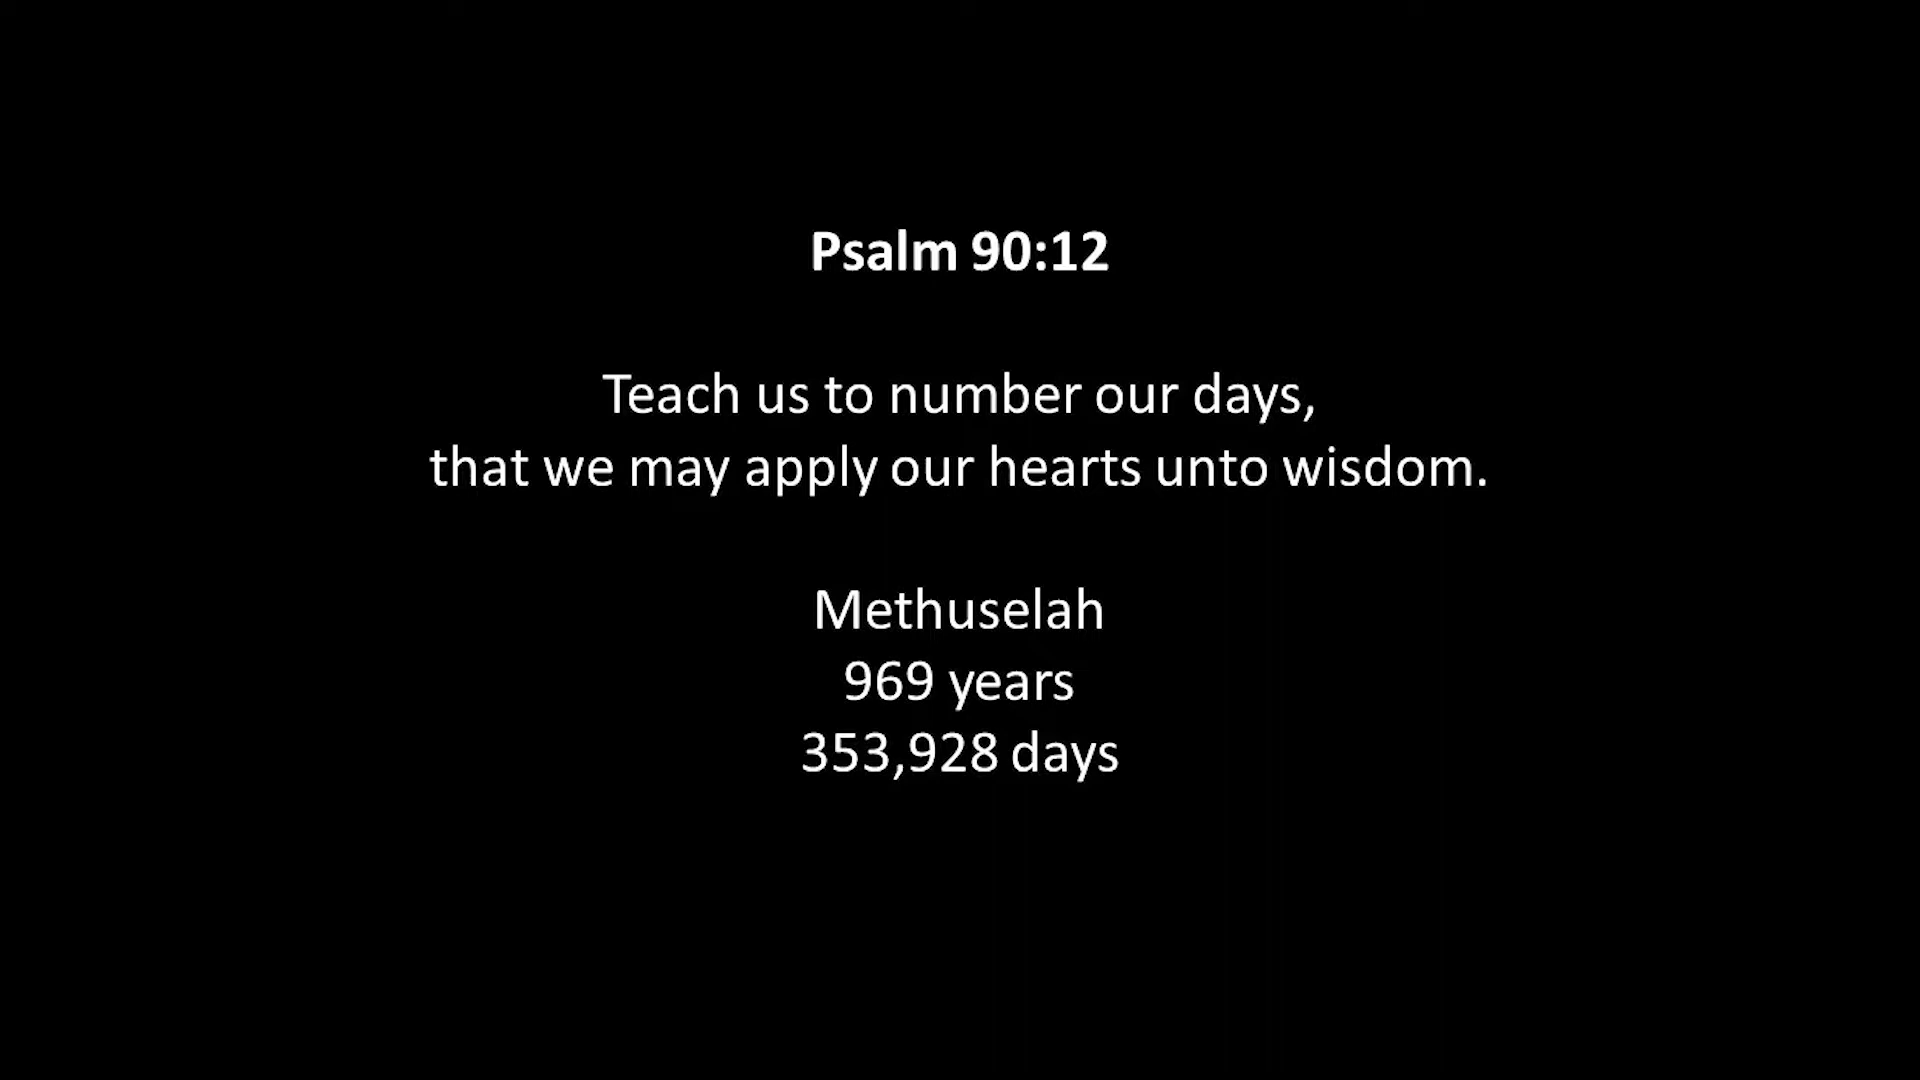 Psalm 90:12
Teach us to number our days,
that we may apply our hearts unto wisdom.
Methuselah
969 years
353,928 days